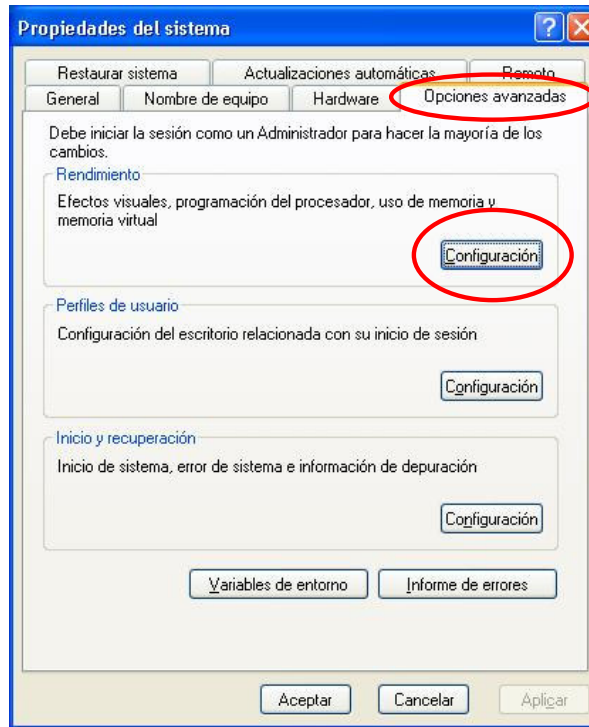 Propiedades del sistema
Restaurar sistema
Actualizaciones automáticas
Remoto
General
Nombre de equipo
Hardware
Opciones avanzadas
Debe iniciar la sesión como un Administrador para hacer la mayoría de los
cambios.
Rendimiento
Efectos visuales, programación del procesador, uso de memoria y
memoria virtual
Configuración
Perfiles de usuario
Configuración del escritorio relacionada con su inicio de sesión
Configuración
Inicio y recuperación
Inicio de sistema, error de sistema e información de depuración
Configuración
Variables de entorno
Informe de errores
Aceptar
Cancelar
Aplicar